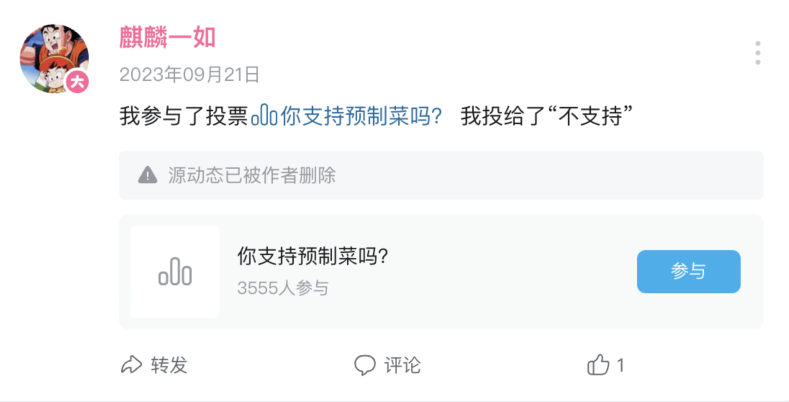 麒麟一如
大
2023年09月21日
我参与了投票你支持预制菜吗? 我投给了“不支持”
源动态已被作者删除
你支持预制菜吗?
3555人参与
参与
转发
评论
1